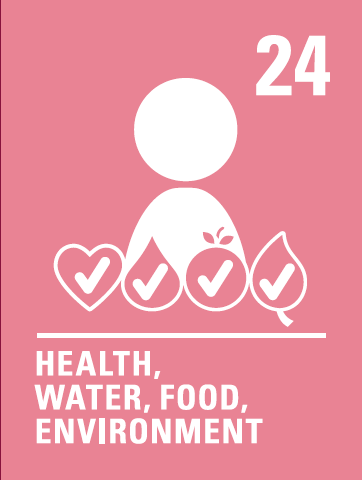 24
HEALTH,
WATER, FOOD,
ENVIRONMENT